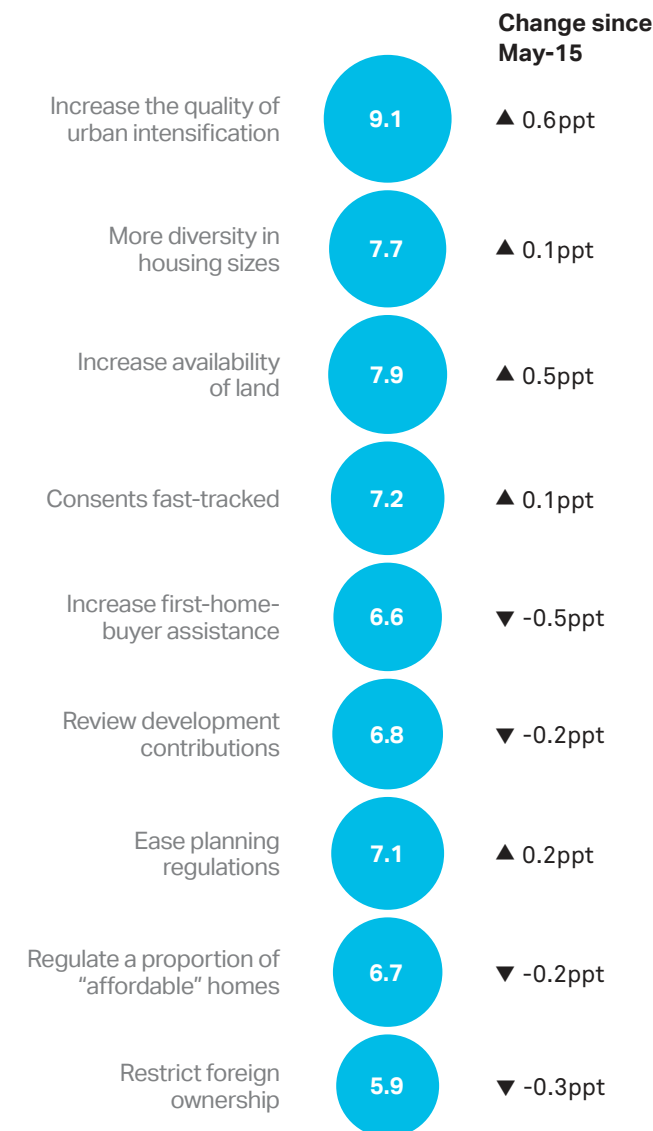 Change since
May-15
Increase the quality of
urban intensification
9.1
▲ 0.6ppt
More diversity in
housing sizes
7.7
▲ 0.1ppt
Increase availability
of land
7.9
▲ 0.5ppt
Consents fast-tracked
7.2
▲ 0.1ppt
Increase first-home-
buyer assistance
6.6
▼ -0.5ppt
Review development
contributions
6.8
▼ -0.2ppt
Ease planning
regulations
7.1
▲ 0.2ppt
Regulate a proportion of
“affordable” homes
6.7
▼ -0.2ppt
Restrict foreign
ownership
5.9
▼ -0.3ppt